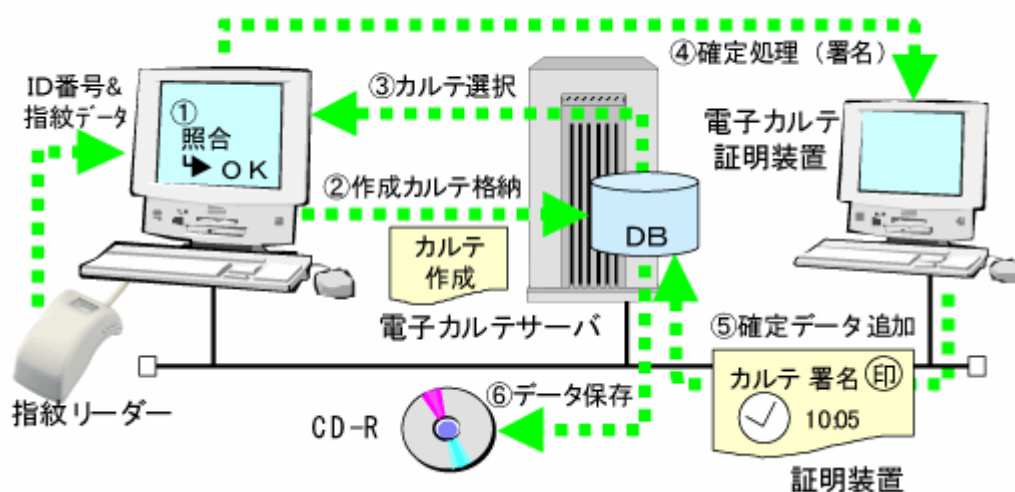 ④確定処理（署名）
③カルテ選択
ID番号&
指紋データ
①
照合
OK
電子カルテ
証明装置
②作成カルテ格納
DB
カルテ
作成
電子カルテサーバ
⑤確定データ追加
カルテ 署名 印
10:05
指紋リーダー
⑥データ保存
CD-R
証明装置